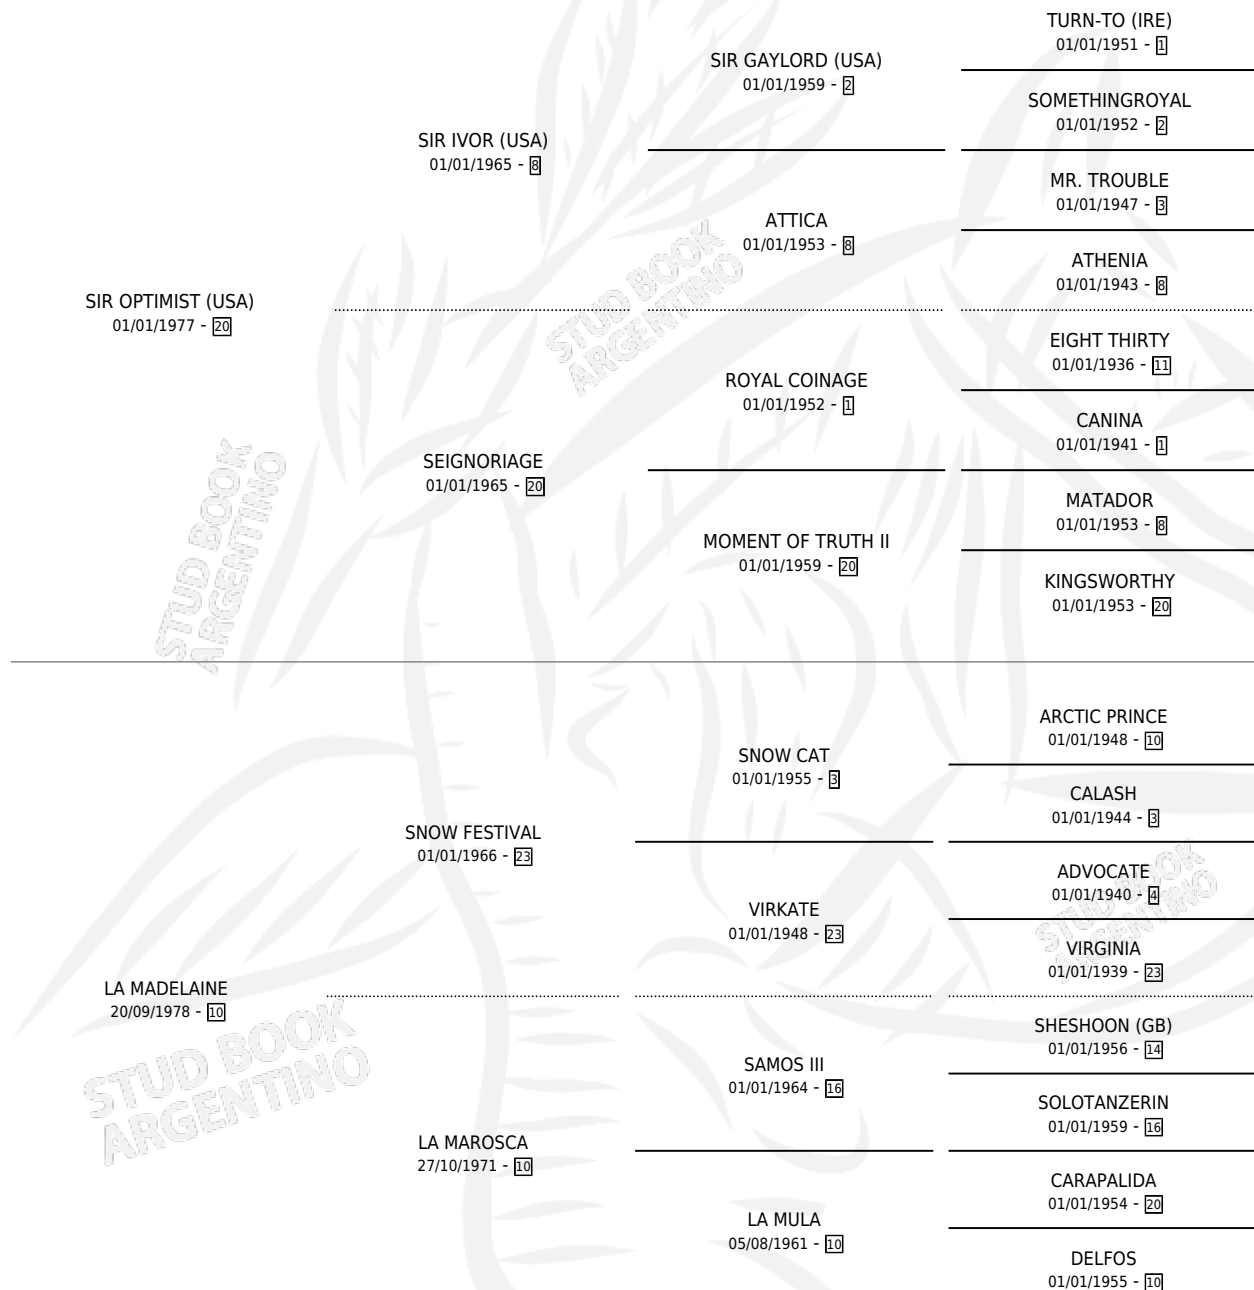 TURN-TO (IRE)
01/01/1951 - 1
SIR GAYLORD (USA)
01/01/1959 - 2
SOMETHINGROYAL
01/01/1952 - 2
SIR IVOR (USA)
01/01/1965 - 8
MR. TROUBLE
01/01/1947 - 3
ATTICA
01/01/1953 - 8
ATHENIA
01/01/1943 - 8
SIR OPTIMIST (USA)
01/01/1977 - 20
EIGHT THIRTY
01/01/1936 - 11
ROYAL COINAGE
01/01/1952 - 1
CANINA
01/01/1941 - 1
SEIGNORIAGE
01/01/1965 - 20
MATADOR
01/01/1953 - 8
MOMENT OF TRUTH II
01/01/1959 - 20
KINGSWORTHY
01/01/1953 - 20
ARCTIC PRINCE
01/01/1948 - 10
SNOW CAT
01/01/1955 - 3
CALASH
01/01/1944 - 3
SNOW FESTIVAL
01/01/1966 - 23
ADVOCATE
01/01/1940 - 4
VIRKATE
01/01/1948 - 23
VIRGINIA
01/01/1939 - 23
LA MADELAINE
20/09/1978 - 10
SHESHOON (GB)
01/01/1956 - 14
SAMOS III
01/01/1964 - 16
SOLOTANZERIN
01/01/1959 - 16
LA MAROSCA
27/10/1971 - 10
CARAPALIDA
01/01/1954 - 20
LA MULA
05/08/1961 - 10
DELFOS
01/01/1955 - 10
STUD BOOK
ARGENTINO
STUD BOOK
ARGENTINO
STUD BOOK
ARGENTINO
STUD BOOK
ARGENTINO